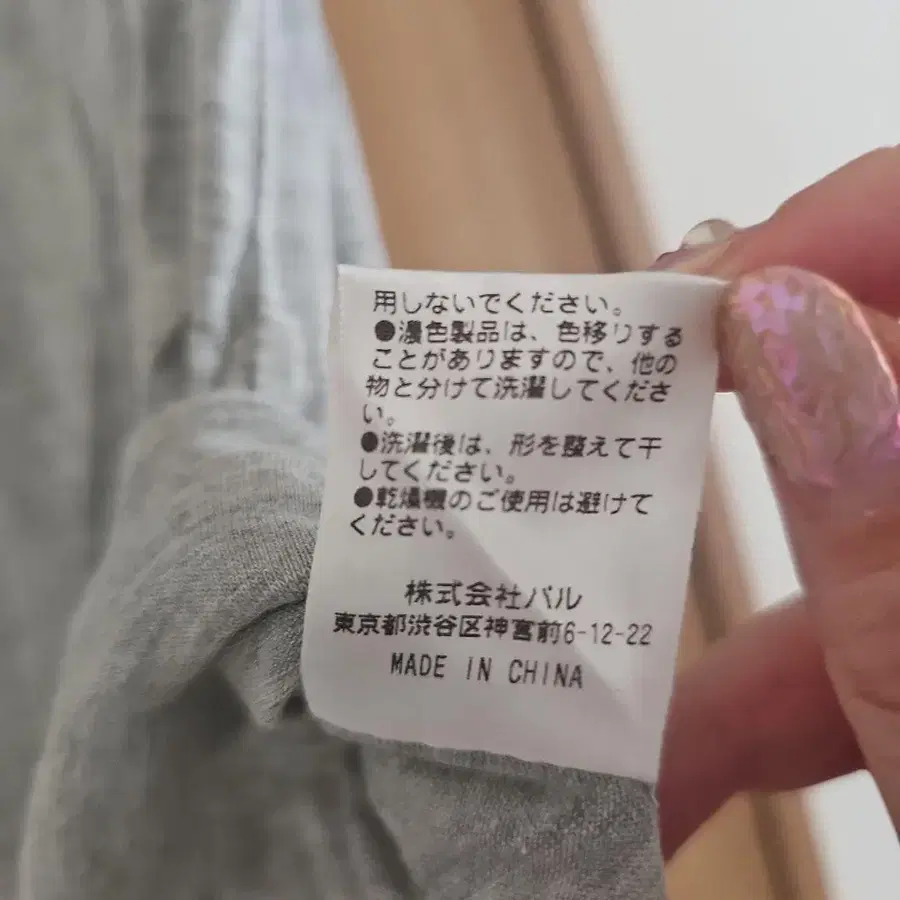 用しないでください。
●濃色製品は、色移りする
ことがありますので、他の
物と分けて洗濯してくださ
い。
●洗濯後は、形を整えて干
してください。
●乾燥機のご使用は避けて
ください。
株式会社パル
東京都渋谷区神宮前6-12-22
MADE IN CHINA